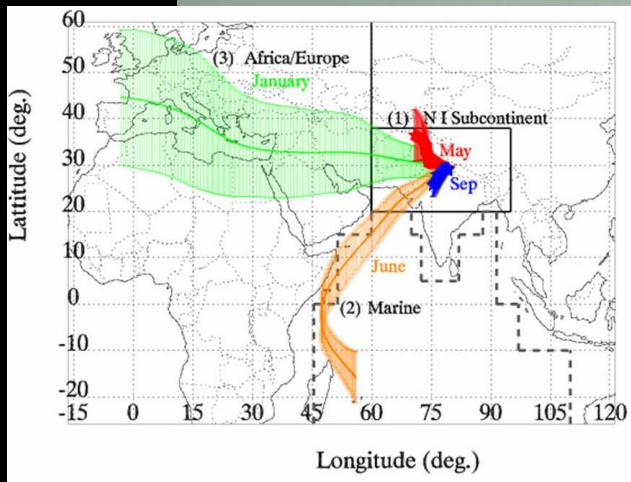 60
50
40
30
20
10
0
-10
-20
-15 0 15 30 45 60 75 90 105 120
Lattitude (deg.)
Longitude (deg.)
(3) Africa/Europe
January
(1) N I Subcontinent
May
Sep
June
(2) Marine